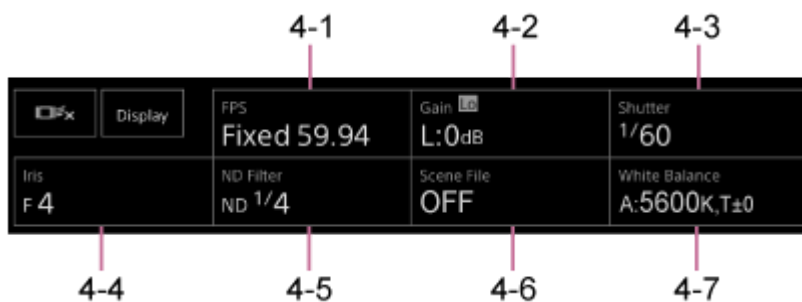 4-1 4-2 4-3
Display
FPS
Fixed 59.94
Gain Lo
L:0dB
Shutter
1/60
Iris
F 4
ND Filter
ND 1/4
Scene File
OFF
White Balance
A:5600K,T±0
4-4 4-5 4-6 4-7